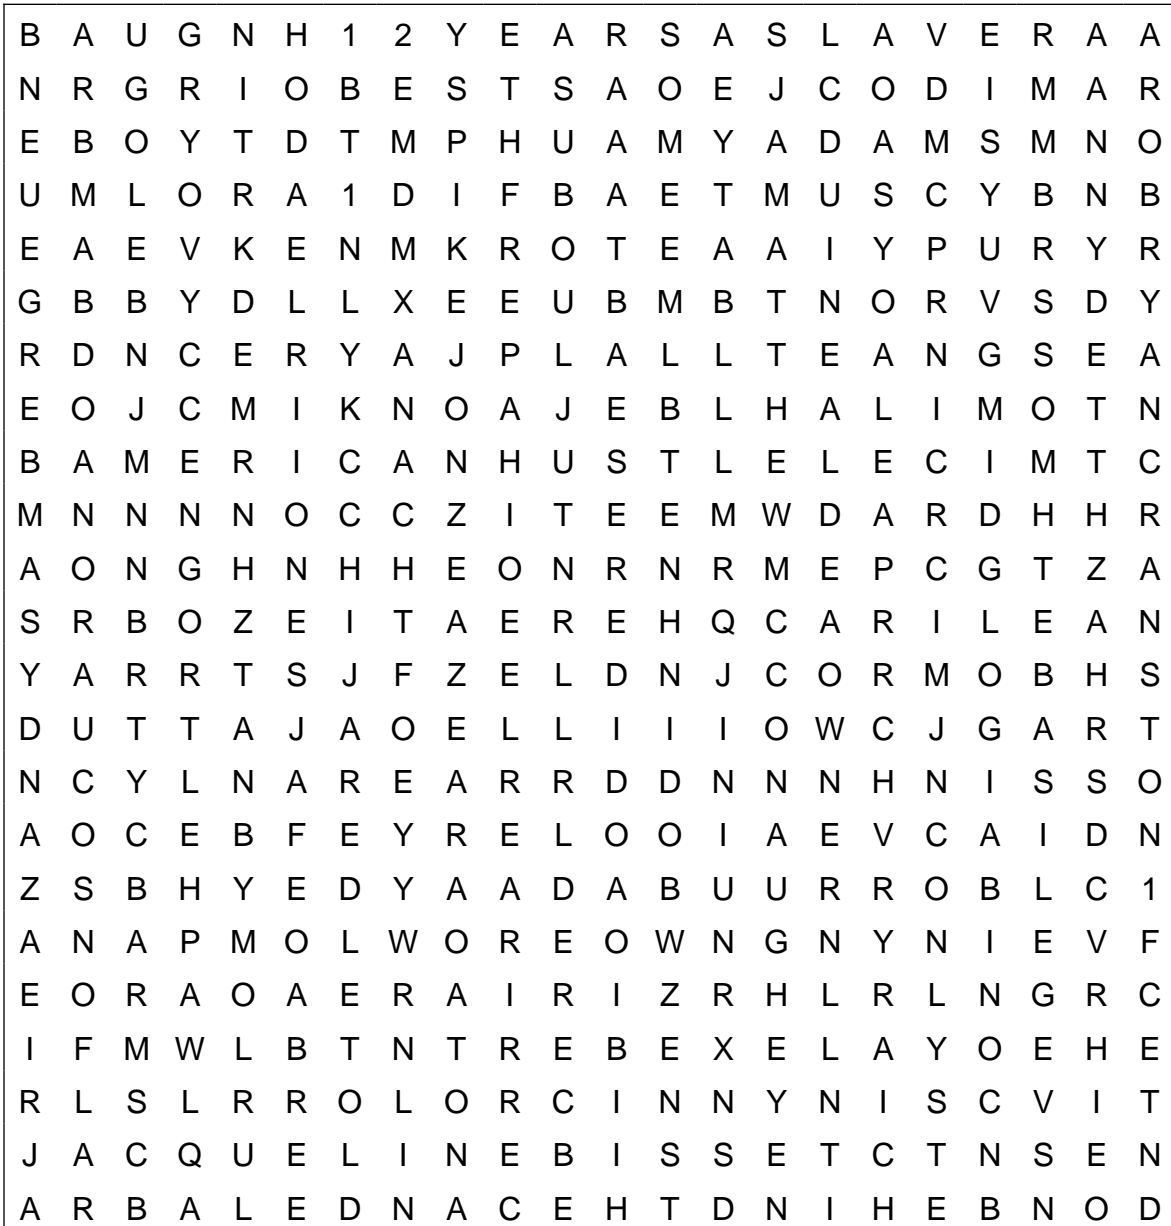 B A U G N H 1 2 Y E A R S A S L A V E R A A
N R G R I O B E S T S A O E J C O D I M A R
E B O Y T D T M P H U A M Y A D A M S M N O
U M L O R A 1 D I F B A E T M U S C Y B N B
E A E V K E N M K R O T E A A I Y P U R Y R
G B B Y D L L X E E U B M B T N O R V S D Y
R D N C E R Y A J P L A L L T E A N G S E A
E O J C M I K N O A J E B L H A L I M O T N
B A M E R I C A N H U S T L E L E C I M T C
M N N N N O C C Z I T E E M W D A R D H H R
A O N G H N H H E O N R N R M E P C G T Z A
S R B O Z E I T A E R E H Q C A R I L E A N
Y A R R T S J F Z E L D N J C O R M O B H S
D U T T A J A O E L L I I I O W C J G A R T
N C Y L N A R E A R R D D N N N H N I S S O
A O C E B F E Y R E L O O I A E V C A I D N
Z S B H Y E D Y A A D A B U U R R O B L C 1
A N A P M O L W O R E O W N G N Y N I E V F
E O R A O A E R A I R I Z R H L R L N G R C
I F M W L B T N T R E B E X E L A Y O E H E
R L S L R R O L O R C I N N Y N I S C V I T
J A C Q U E L I N E B I S S E T C T N S E N
A R B A L E D N A C E H T D N I H E B N O D